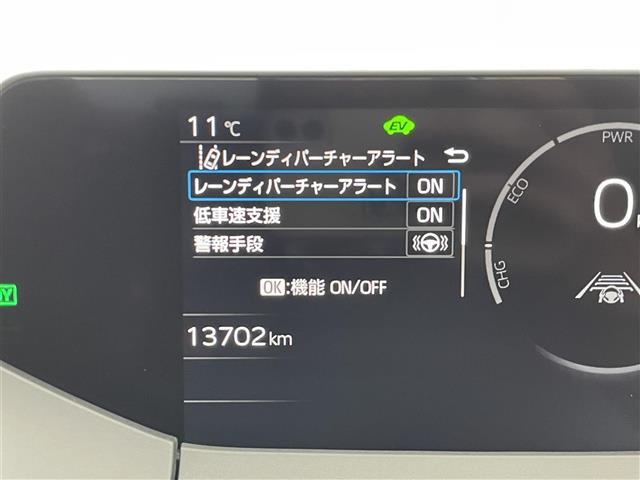 11℃
EV
レーンディパーチャーアラート
レーンディパーチャーアラート ON
低車速支援 ON
警報手段
OK:機能 ON/OFF
13702km
PWR
ECO
CHG
0